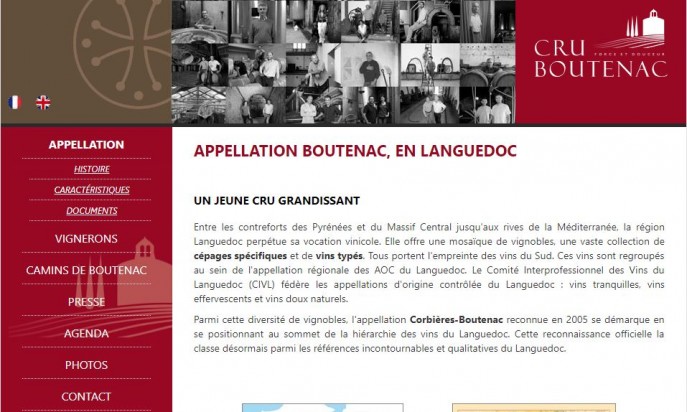 CRU
FORCE ET DOUCEUR
BOUTENAC
APPELLATION
HISTOIRE
CARACTÉRISTIQUES
DOCUMENTS
VIGNERONS
CAMINS DE BOUTENAC
PRESSE
AGENDA
PHOTOS
CONTACT
APPELLATION BOUTENAC, EN LANGUEDOC
UN JEUNE CRU GRANDISSANT
Entre les contreforts des Pyrénées et du Massif Central jusqu'aux rives de la Méditerranée, la région
Languedoc perpétue sa vocation vinicole. Elle offre une mosaïque de vignobles, une vaste collection de
cépages spécifiques et de vins typés. Tous portent l'empreinte des vins du Sud. Ces vins sont regroupés
au sein de l'appellation régionale des AOC du Languedoc. Le Comité Interprofessionnel des Vins du
Languedoc (CIVL) fédère les appellations d'origine contrôlée du Languedoc : vins tranquilles, vins
effervescents et vins doux naturels.
Parmi cette diversité de vignobles, l'appellation Corbières-Boutenac reconnue en 2005 se démarque en
se positionnant au sommet de la hiérarchie des vins du Languedoc. Cette reconnaissance officielle la
classe désormais parmi les références incontournables et qualitatives du Languedoc.